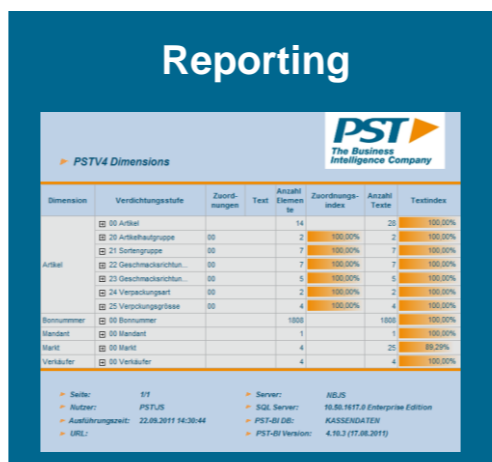 Reporting
PST
The Business
Intelligence Company
PSTV4 Dimensions
Dimension Verdichtungsstufe Zuord-nungen Text Anzahl Elemen te Zuordnungs-index Anzahl Texte Textindex
00 Artikel 14 28 100,00%
20 Artikelhautgruppe 00 2 100,00% 2 100,00%
21 Sortengruppe 00 7 100,00% 7 100,00%
Artikel 22 Geschmacksrichtun... 00 7 100,00% 7 100,00%
23 Geschmacksrichtun... 00 5 100,00% 5 100,00%
24 Verpackungsart 00 2 100,00% 2 100,00%
25 Verpckungsgrösse 00 4 100,00% 4 100,00%
Bonnummmer 00 Bonnummer 1808 1808 100,00%
Mandant 00 Mandant 1 1 100,00%
Markt 00 Markt 4 25 89,29%
Verkäufer 00 Verkäufer 4 4 100,00%
Seite: 1/1 Server: NBJS
Nutzer: PSTJS SQL Server: 10.50.1617.0 Enterprise Edition
Ausführungszeit: 22.09.2011 14:30:44 PST-BI DB: KASSENDATEN
URL: PST-BI Version: 4.10.3 (17.08.2011)